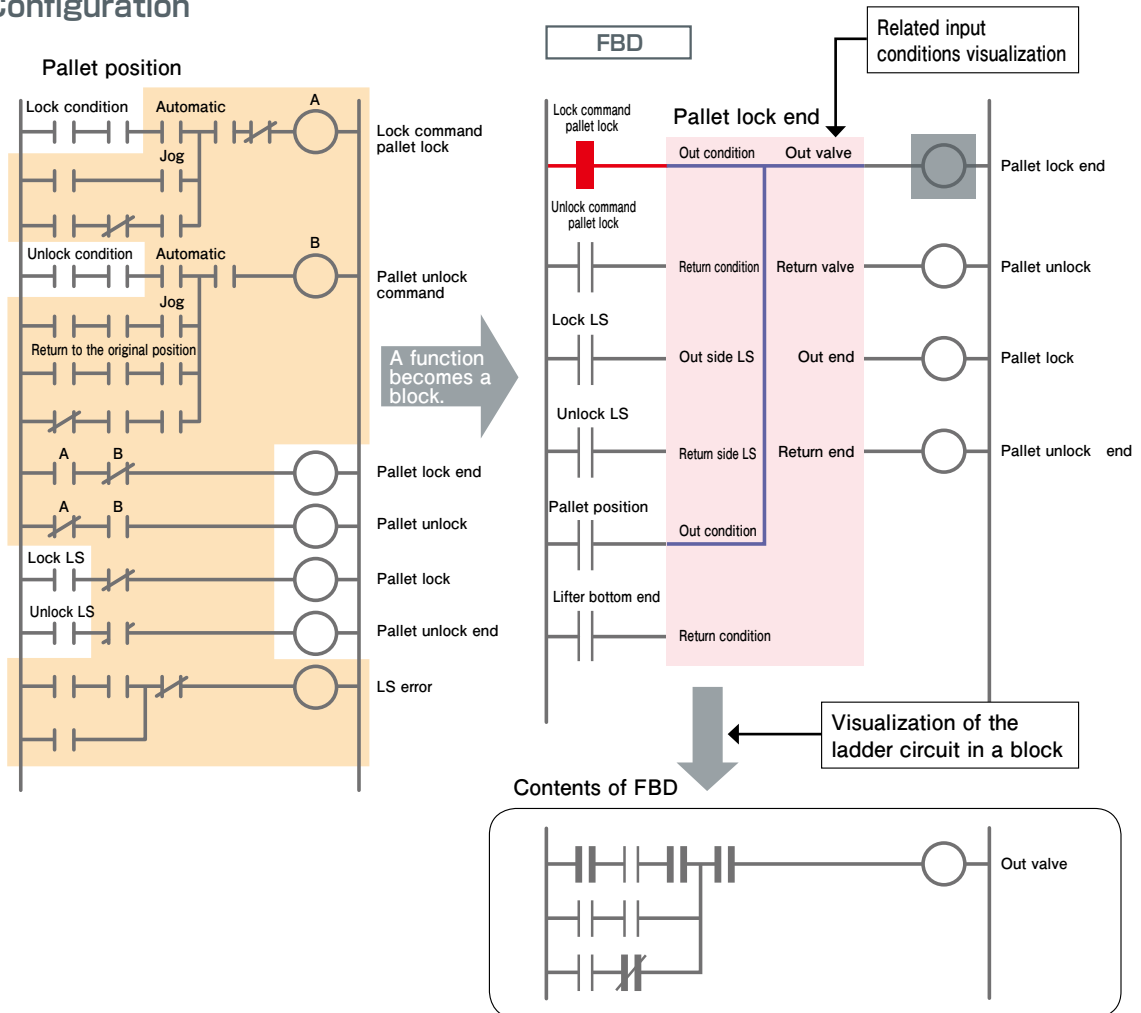 Configuration
Pallet position
Lock condition
Automatic
A
Lock command
pallet lock
Jog
Unlock condition
Automatic
B
Pallet unlock
command
Jog
Return to the original position
A
B
Pallet lock end
A
B
Pallet unlock
Lock LS
Pallet lock
Unlock LS
Pallet unlock end
LS error
A function
becomes a
block.
FBD
Related input
conditions visualization
Lock command
pallet lock
Pallet lock end
Out condition
Out valve
Pallet lock end
Unlock command
pallet lock
Return condition
Return valve
Pallet unlock
Lock LS
Out side LS
Out end
Pallet lock
Unlock LS
Return side LS
Return end
Pallet unlock end
Pallet position
Out condition
Lifter bottom end
Return condition
Visualization of the
ladder circuit in a block
Contents of FBD
Out valve